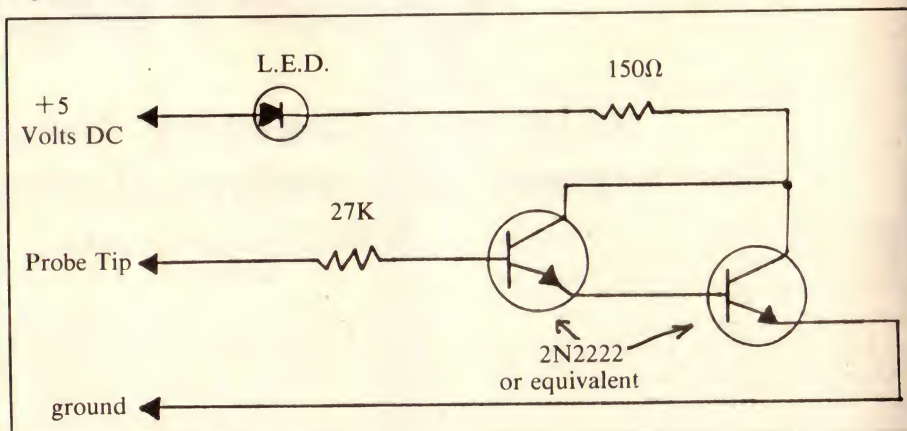 L.E.D.
150Ω
+5
Volts DC
27K
Probe Tip
2N2222
or equivalent
ground